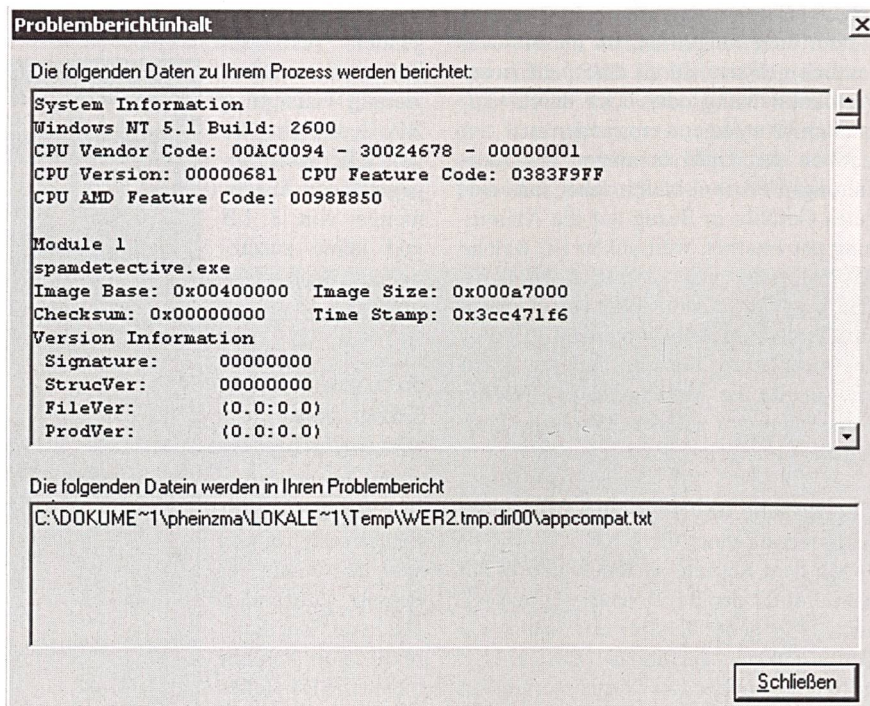 Problemberichtinhalt
Die folgenden Daten zu Ihrem Prozess werden berichtet:
System Information
Windows NT 5.1 Build: 2600
CPU Vendor Code: 00AC0094 - 30024678 - 00000001
CPU Version: 00000681  CPU Feature Code: 0383F9FF
CPU AMD Feature Code: 0098E850
Module 1
spamdetective.exe
Image Base: 0x00400000  Image Size: 0x000a7000
Checksum: 0x00000000  Time Stamp: 0x3cc471f6
Version Information
Signature: 00000000
StrucVer: 00000000
FileVer: (0.0:0.0)
ProdVer: (0.0:0.0)
Die folgenden Datein werden in Ihren Problembericht
C:\DOKUME~1\pheinzma\LOKALE~1\Temp\WER2.tmp.dir00\appcompat.txt
Schließen